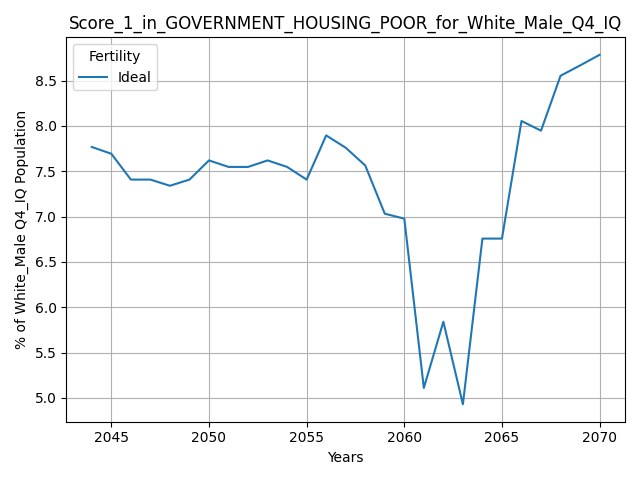 Score_1_in_GOVERNMENT_HOUSING_POOR_for_White_Male_Q4_IQ
Fertility
Ideal
% of White_Male Q4_IQ Population
8.5
8.0
7.5
7.0
6.5
6.0
5.5
5.0
2045 2050 2055 2060 2065 2070
Years